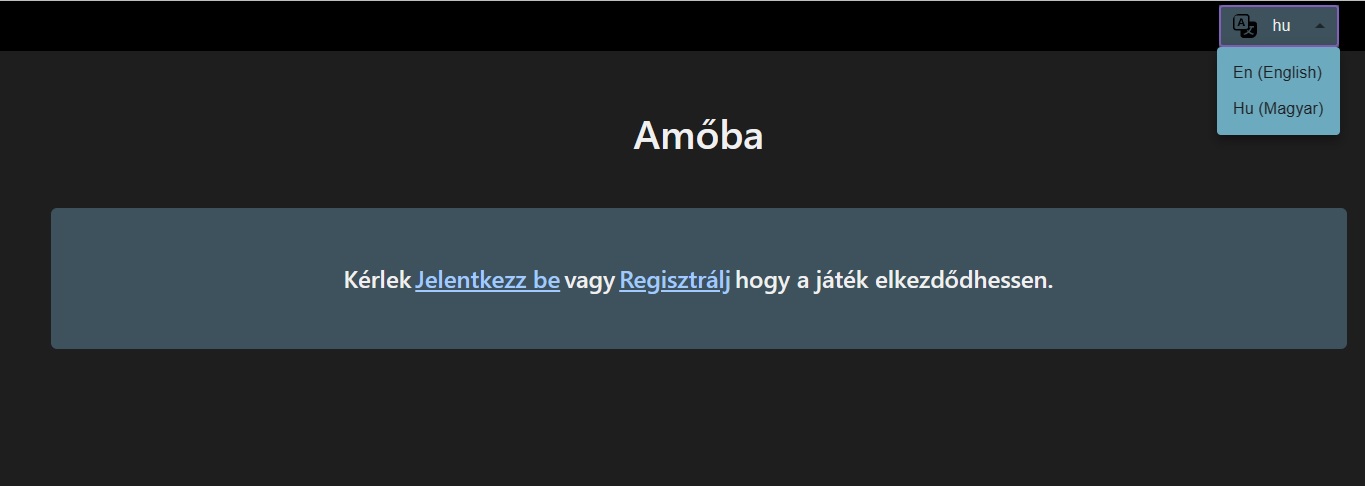 hu
En (English)
Hu (Magyar)
Amőba
Kérlek Jelentkezz be vagy Regisztrálj hogy a játék elkezdődhessen.